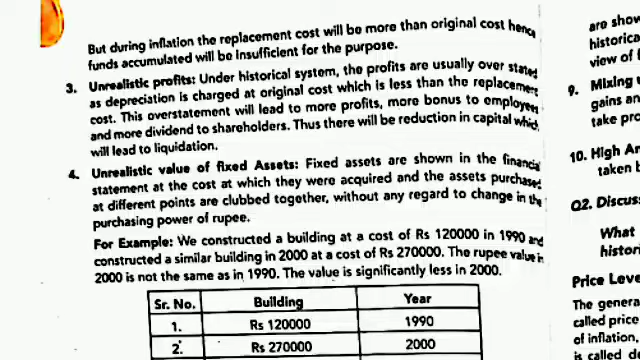 But during inflation the replacement cost will be more than original cost hence
funds accumulated will be insufficient for the purpose.
3. Unrealistic profits: Under historical system, the profits are usually over stated
as depreciation is charged at original cost which is less than the replacement
cost. This overstatement will lead to more profits, more bonus to employees
and more dividend to shareholders. Thus there will be reduction in capital which
will lead to liquidation.
4. Unrealistic value of fixed Assets: Fixed assets are shown in the financial
statement at the cost at which they were acquired and the assets purchased
at different points are clubbed together, without any regard to change in the
purchasing power of rupee.
For Example: We constructed a building at a cost of Rs 120000 in 1990 and
constructed a similar building in 2000 at a cost of Rs 270000. The rupee value in
2000 is not the same as in 1990. The value is significantly less in 2000.
Sr. No. Building Year
1. Rs 120000 1990
2. Rs 270000 2000
are show
historica
view of
9. Mixing
gains an
take pro
10. High
taken
Q2. Discus
What
histori
Price Leve
The genera
called price
of inflation,
is called d